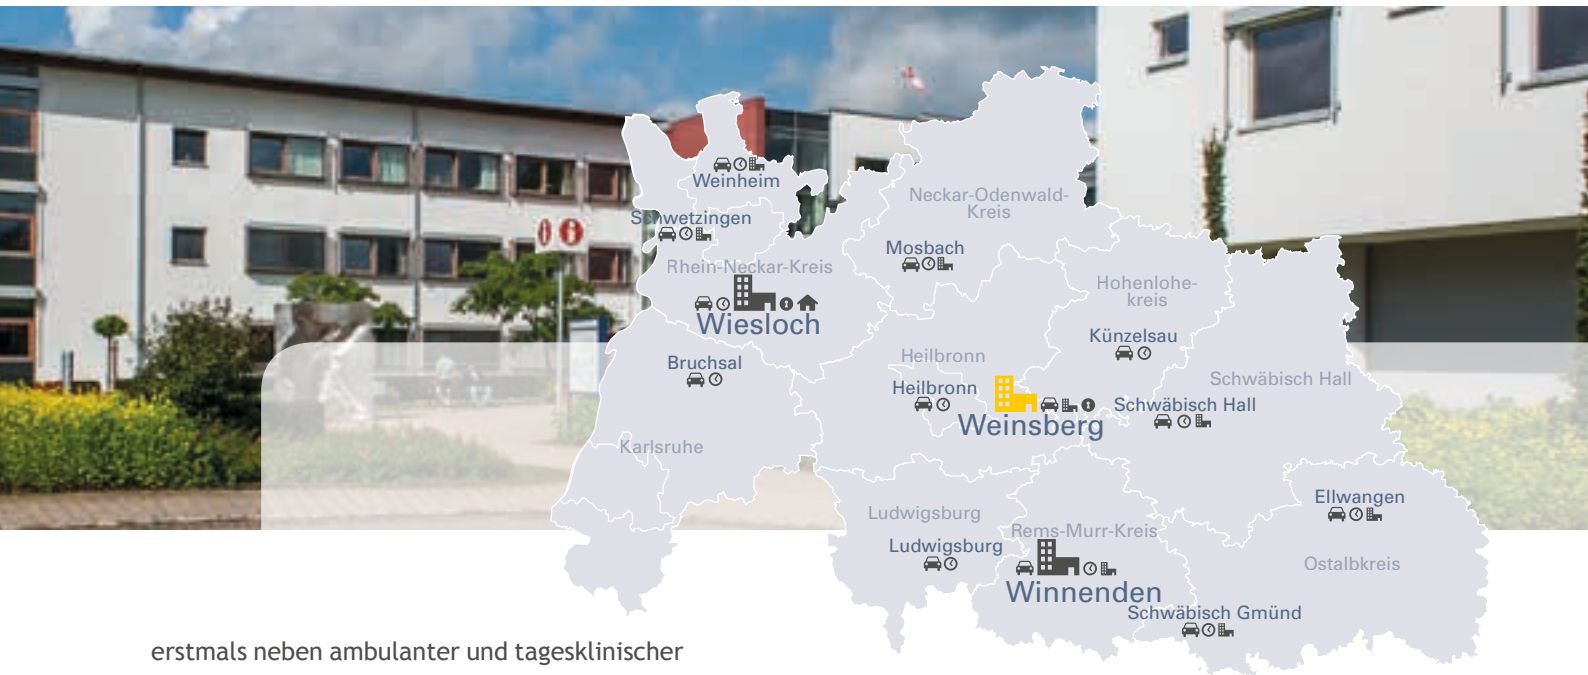 Weinheim
Neckar-Odenwald-
Kreis
Schwetzingen
Mosbach
Rhein-Neckar-Kreis
Hohenlohe-
kreis
Wiesloch
Künzelsau
Heilbronn
Bruchsal
Schwäbisch Hall
Heilbronn
Schwäbisch Hall
Weinsberg
Karlsruhe
Ellwangen
Ludwigsburg
Rems-Murr-Kreis
Ludwigsburg
Ostalbkreis
Winnenden
Schwäbisch Gmünd
erstmals neben ambulanter und tagesklinischer